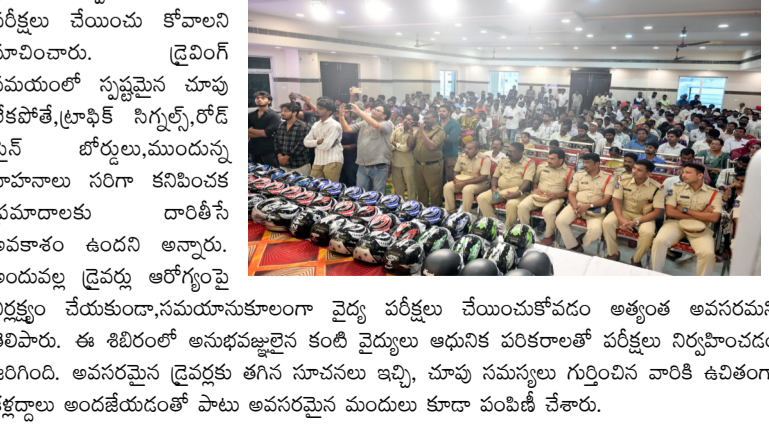 పరీక్షలు చేయించు కోవాలని
సూచించారు. డ్రైవింగ్
సమయంలో స్పష్టమైన చూపు
లేకపోతే,ట్రాఫిక్ సిగ్నల్స్,రోడ్
సైన్ బోర్డులు,ముందున్న
వాహనాలు సరిగా కనిపించక
ప్రమాదాలకు దారితీసే
అవకాశం ఉందని అన్నారు.
అందువల్ల డ్రైవర్లు ఆరోగ్యంపై
నిర్లక్ష్యం చేయకుండా,సమయానుకూలంగా వైద్య పరీక్షలు చేయించుకోవడం అత్యంత అవసరమని
తెలిపారు. ఈ శిబిరంలో అనుభవజ్ఞులైన కంటి వైద్యులు ఆధునిక పరికరాలతో పరీక్షలు నిర్వహించడం
జరిగింది. అవసరమైన డ్రైవర్లకు తగిన సూచనలు ఇచ్చి, చూపు సమస్యలు గుర్తించిన వారికి ఉచితంగా
కళ్లద్దాలు అందజేయడంతో పాటు అవసరమైన మందులు కూడా పంపిణీ చేశారు.